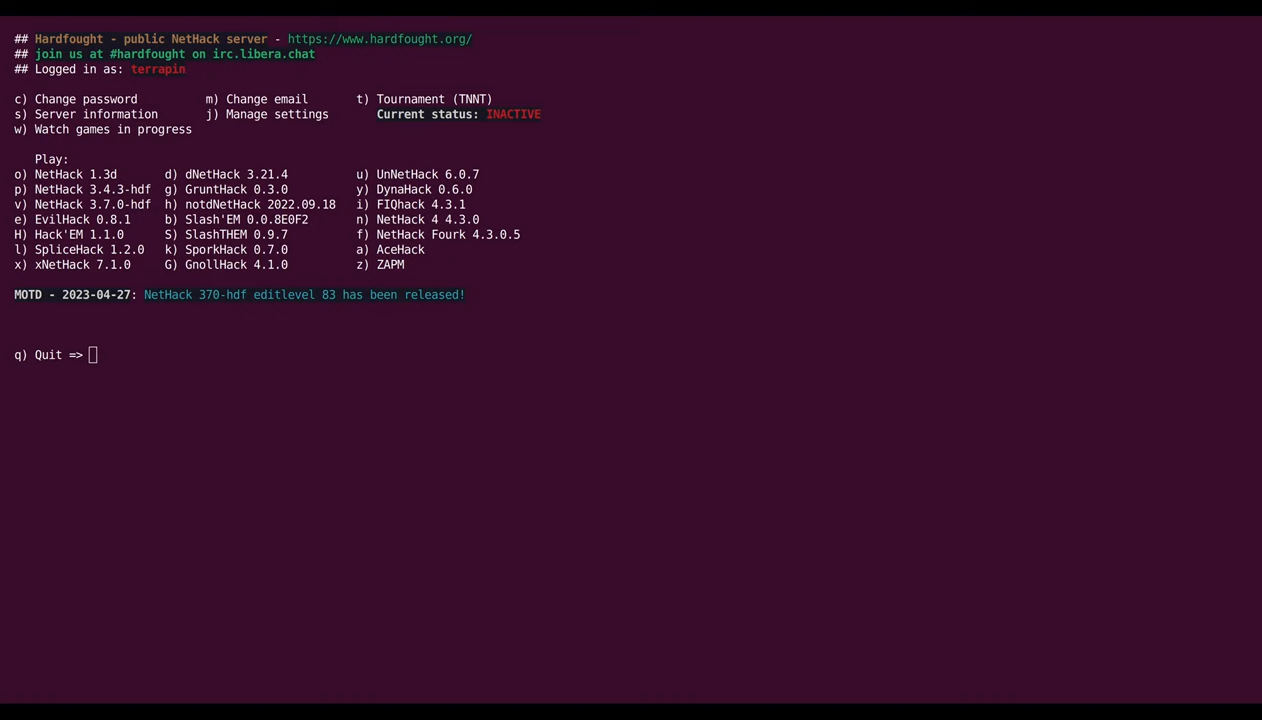 ## Hardfought - public NetHack server - https://www.hardfought.org/
## join us at #hardfought on irc.libera.chat
## Logged in as: terrapin
c) Change password m) Change email t) Tournament (TNNT)
s) Server information j) Manage settings Current status: INACTIVE
w) Watch games in progress
Play:
o) NetHack 1.3d d) dNetHack 3.21.4 u) UnNetHack 6.0.7
p) NetHack 3.4.3-hdf g) GruntHack 0.3.0 y) DynaHack 0.6.0
v) NetHack 3.7.0-hdf h) notdNetHack 2022.09.18 i) FIQhack 4.3.1
e) EvilHack 0.8.1 b) Slash'EM 0.0.8E0F2 n) NetHack 4 4.3.0
H) Hack'EM 1.1.0 S) SlashTHEM 0.9.7 f) NetHack Fourk 4.3.0.5
l) SpliceHack 1.2.0 k) SporkHack 0.7.0 a) AceHack
x) xNetHack 7.1.0 G) GnollHack 4.1.0 z) ZAPM
MOTD - 2023-04-27: NetHack 370-hdf editlevel 83 has been released!
q) Quit =>